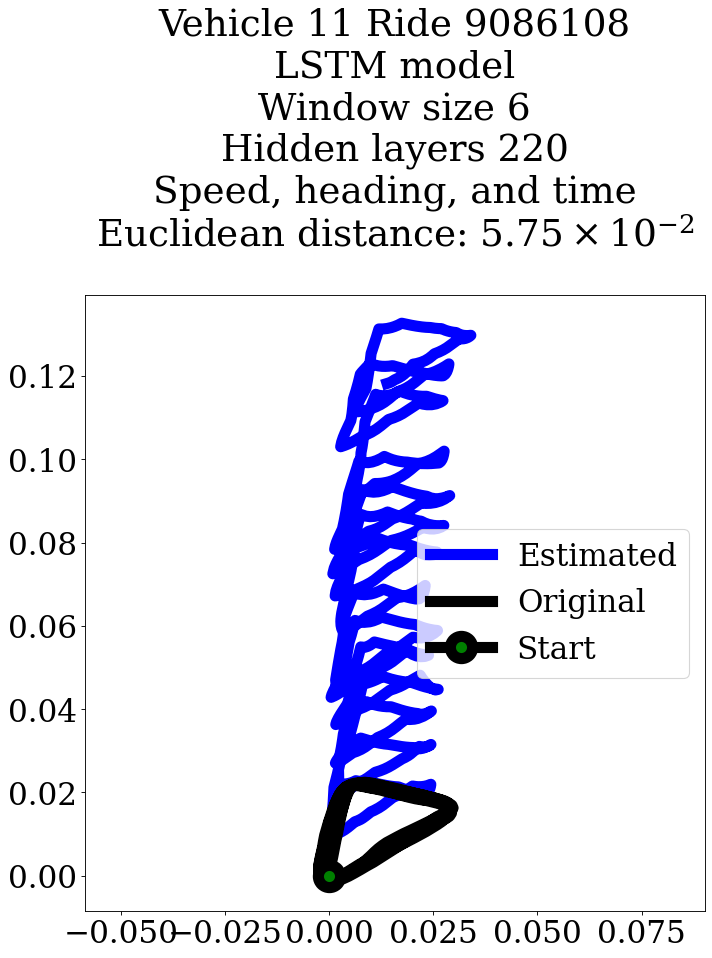 Vehicle 11 Ride 9086108
LSTM model
Window size 6
Hidden layers 220
Speed, heading, and time
Euclidean distance: 5.75 × 10⁻²
0.12
0.10
0.08
0.06
0.04
0.02
0.00
Estimated
Original
Start
−0.050 −0.025 0.000 0.025 0.050 0.075